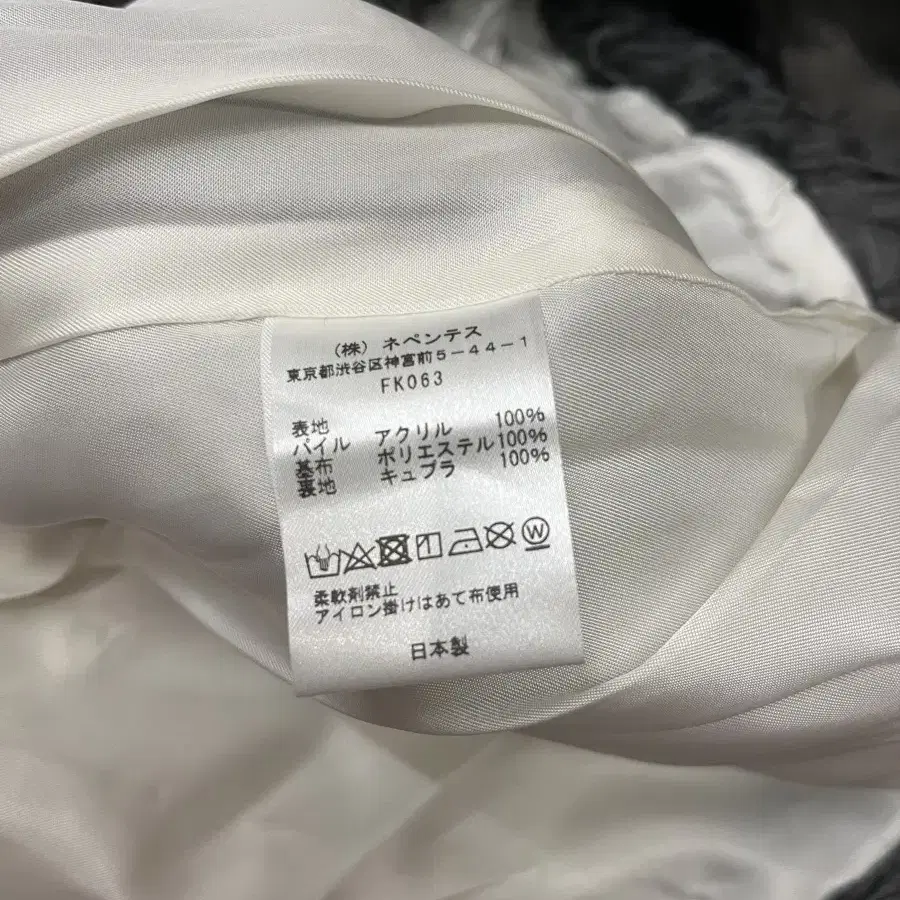 (株) ネペンテス
東京都渋谷区神宮前5-44-1
FK063
表地
パイル アクリル 100%
基布 ポリエステル 100%
裏地 キュプラ 100%
W
柔軟剤禁止
アイロン掛けはあて布使用
日本製